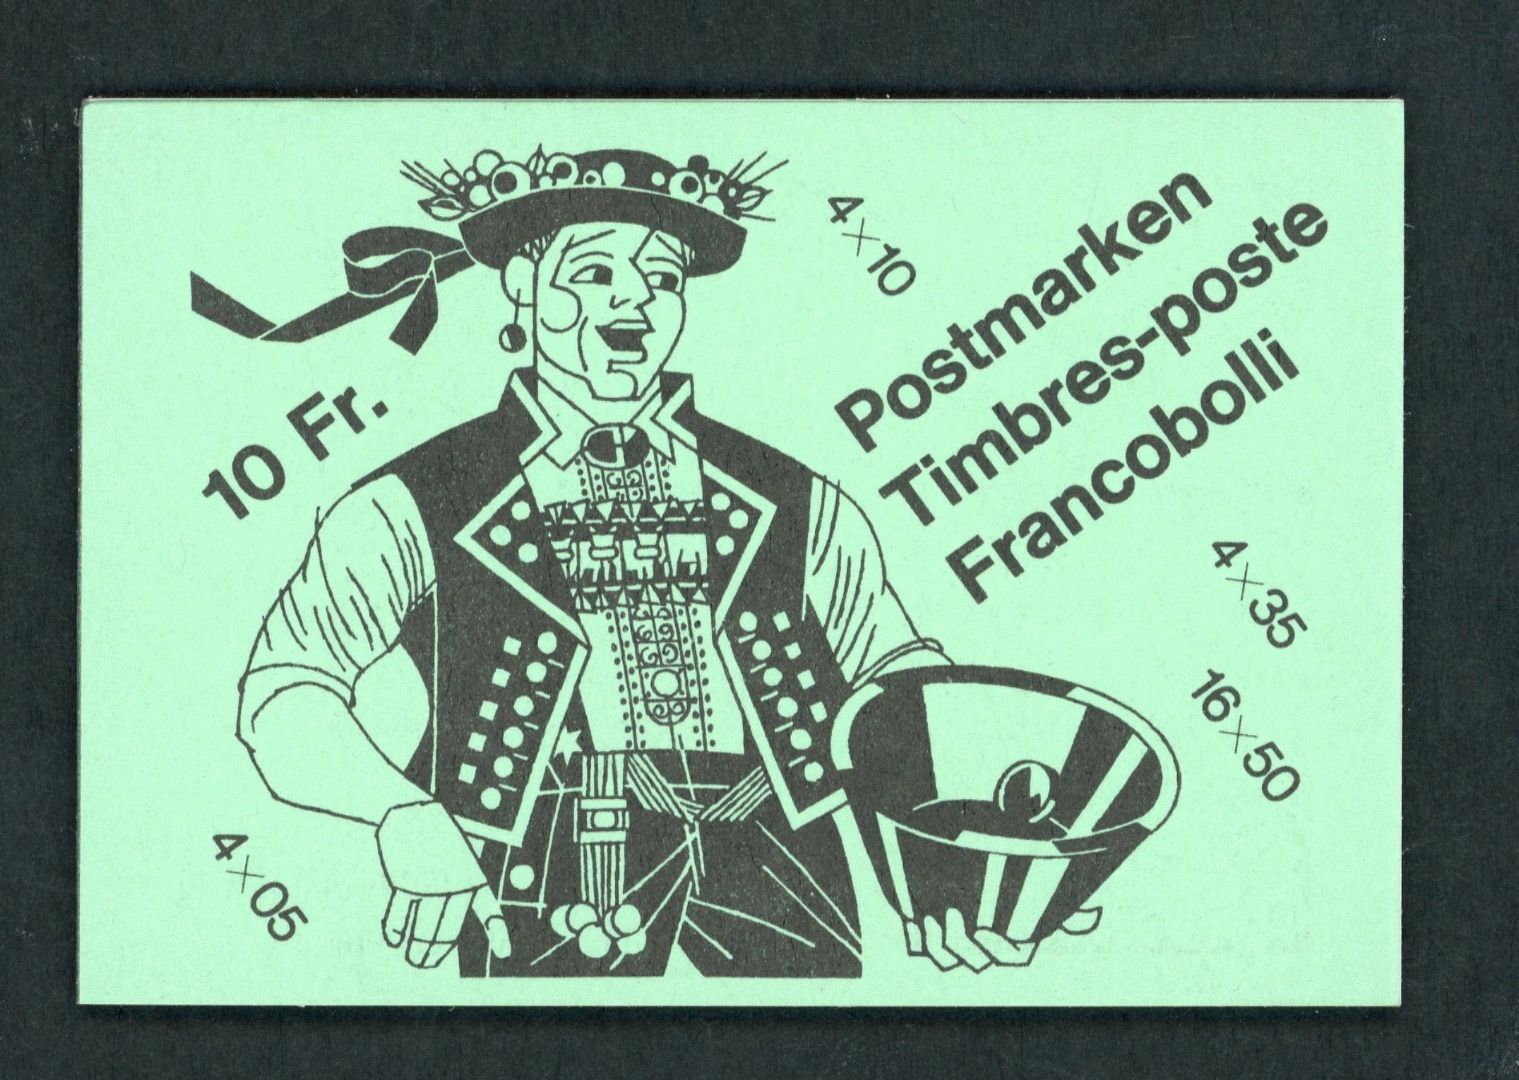 4×10
Postmarken
Timbres-poste
Francobolli
10 Fr.
4×35
16×50
4×05